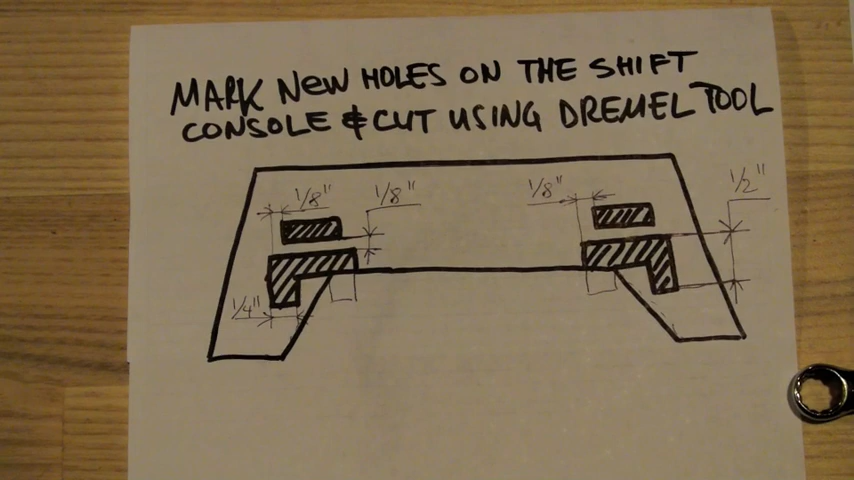 MARK NEW HOLES ON THE SHIFT
CONSOLE & CUT USING DREMEL TOOL
1/8" 1/8" 1/8" 1/2"
1/4"